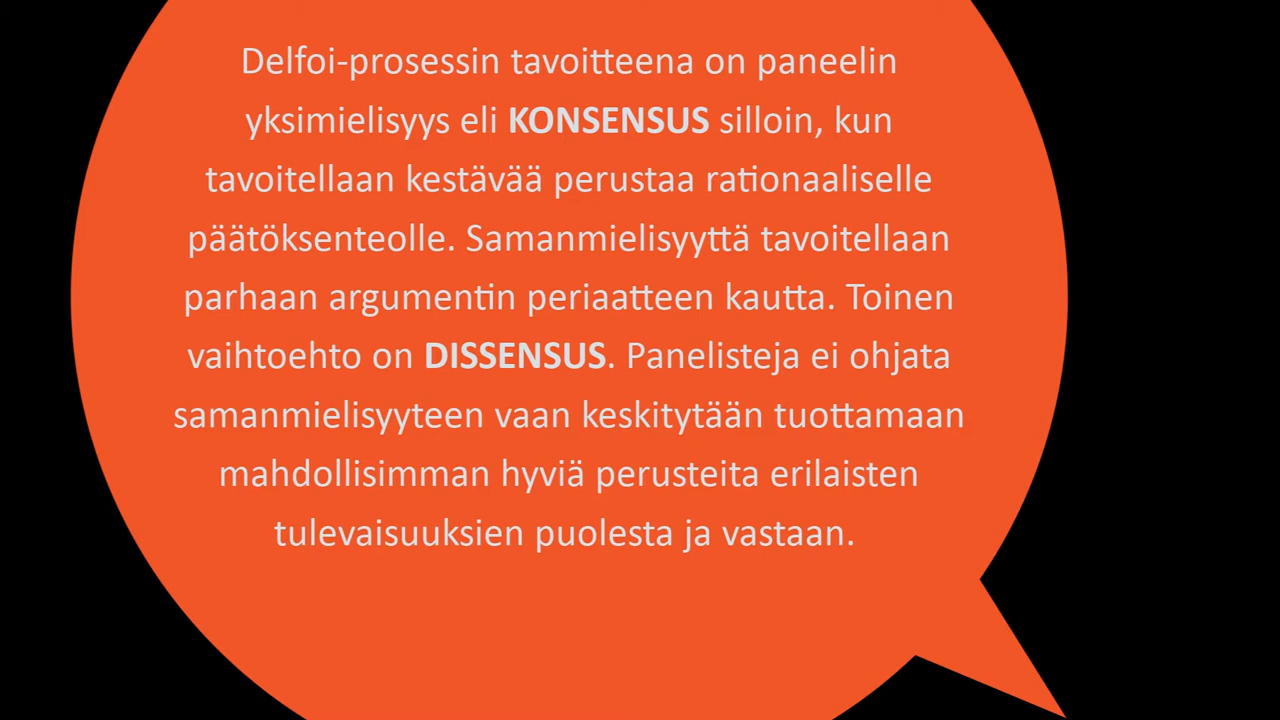 Delfoi-prosessin tavoitteena on paneelin
yksimielisyys eli KONSENSUS silloin, kun
tavoitellaan kestävää perustaa rationaaliselle
päätöksenteolle. Samanmielisyyttä tavoitellaan
parhaan argumentin periaatteen kautta. Toinen
vaihtoehto on DISSENSUS. Panelisteja ei ohjata
samanmielisyyteen vaan keskitytään tuottamaan
mahdollisimman hyviä perusteita erilaisten
tulevaisuuksien puolesta ja vastaan.